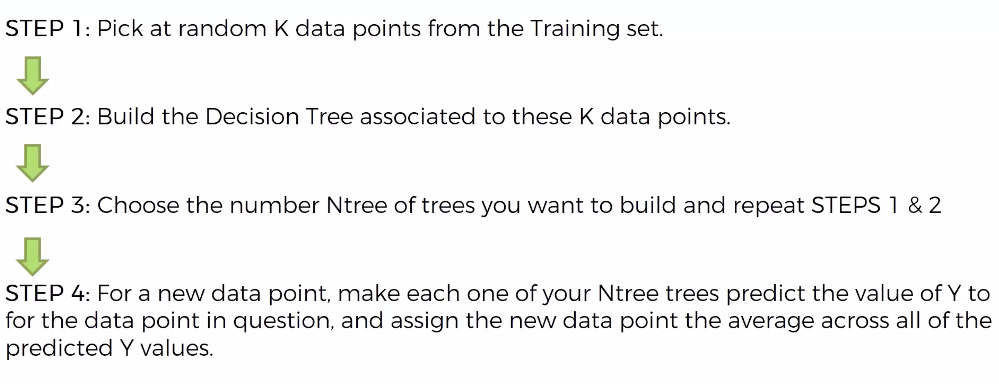 STEP 1: Pick at random K data points from the Training set.
STEP 2: Build the Decision Tree associated to these K data points.
STEP 3: Choose the number Ntree of trees you want to build and repeat STEPS 1 & 2
STEP 4: For a new data point, make each one of your Ntree trees predict the value of Y to
for the data point in question, and assign the new data point the average across all of the
predicted Y values.